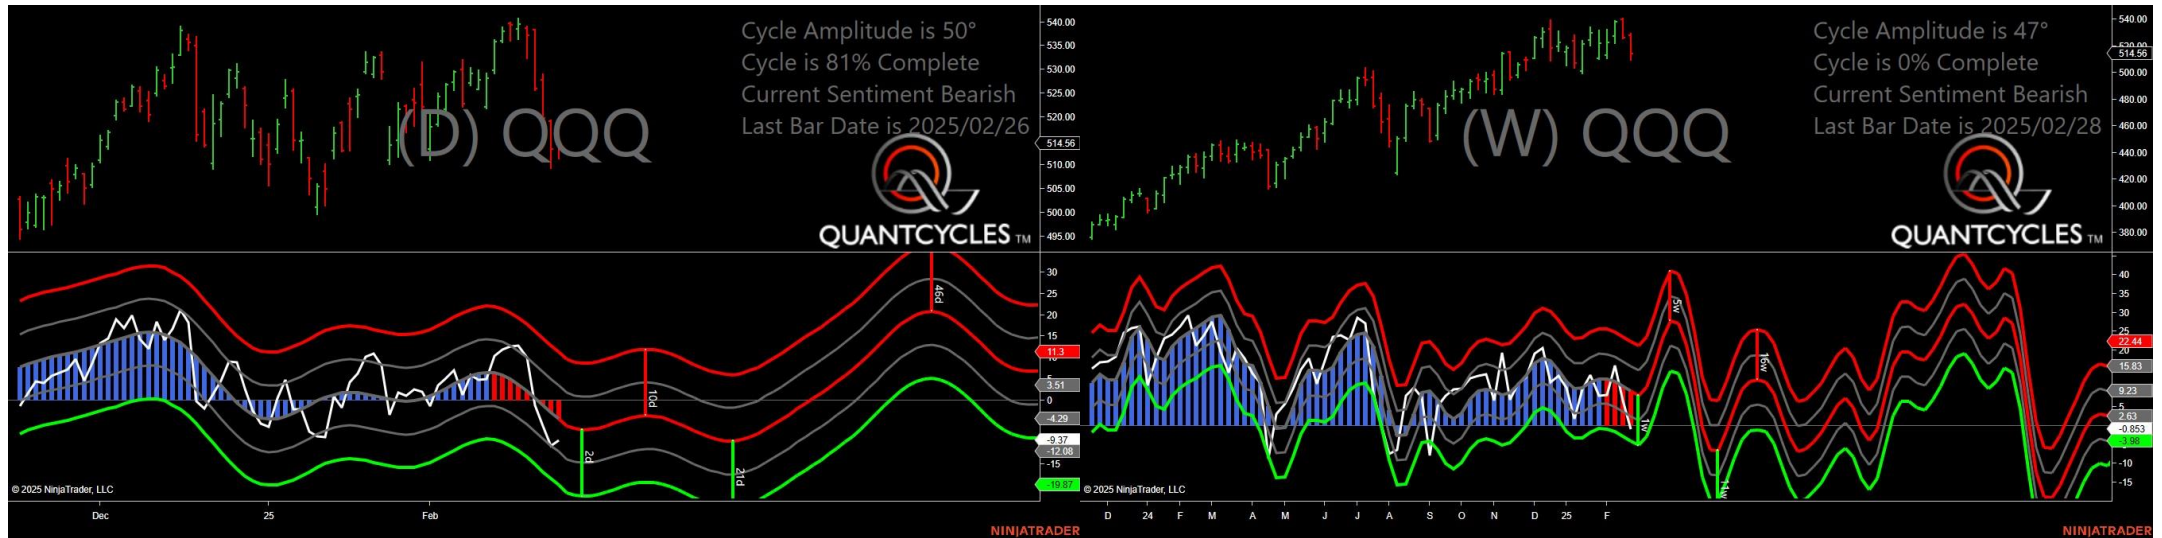 Cycle Amplitude is 50°
Cycle is 81% Complete
Current Sentiment Bearish
Last Bar Date is 2025/02/26
(D) QQQ
QUANTCYCLES TM
540.00
535.00
530.00
525.00
520.00
514.56
510.00
505.00
500.00
495.00
30
25
20
15
11.3
3.51
0
-4.29
-9.37
-12.08
-15
-19.87
46d
10d
2d
21d
© 2025 NinjaTrader, LLC
Dec 25 Feb
NINJATRADER
Cycle Amplitude is 47°
Cycle is 0% Complete
Current Sentiment Bearish
Last Bar Date is 2025/02/28
(W) QQQ
QUANTCYCLES TM
540.00
514.56
500.00
480.00
460.00
440.00
420.00
400.00
380.00
40
35
30
25
22.44
20
15.83
9.23
5
2.63
-0.853
-3.98
-10
-15
5w
16w
1w
11w
© 2025 NinjaTrader, LLC
D 24 F M A M J J A S O N D 25 F
NINJATRADER